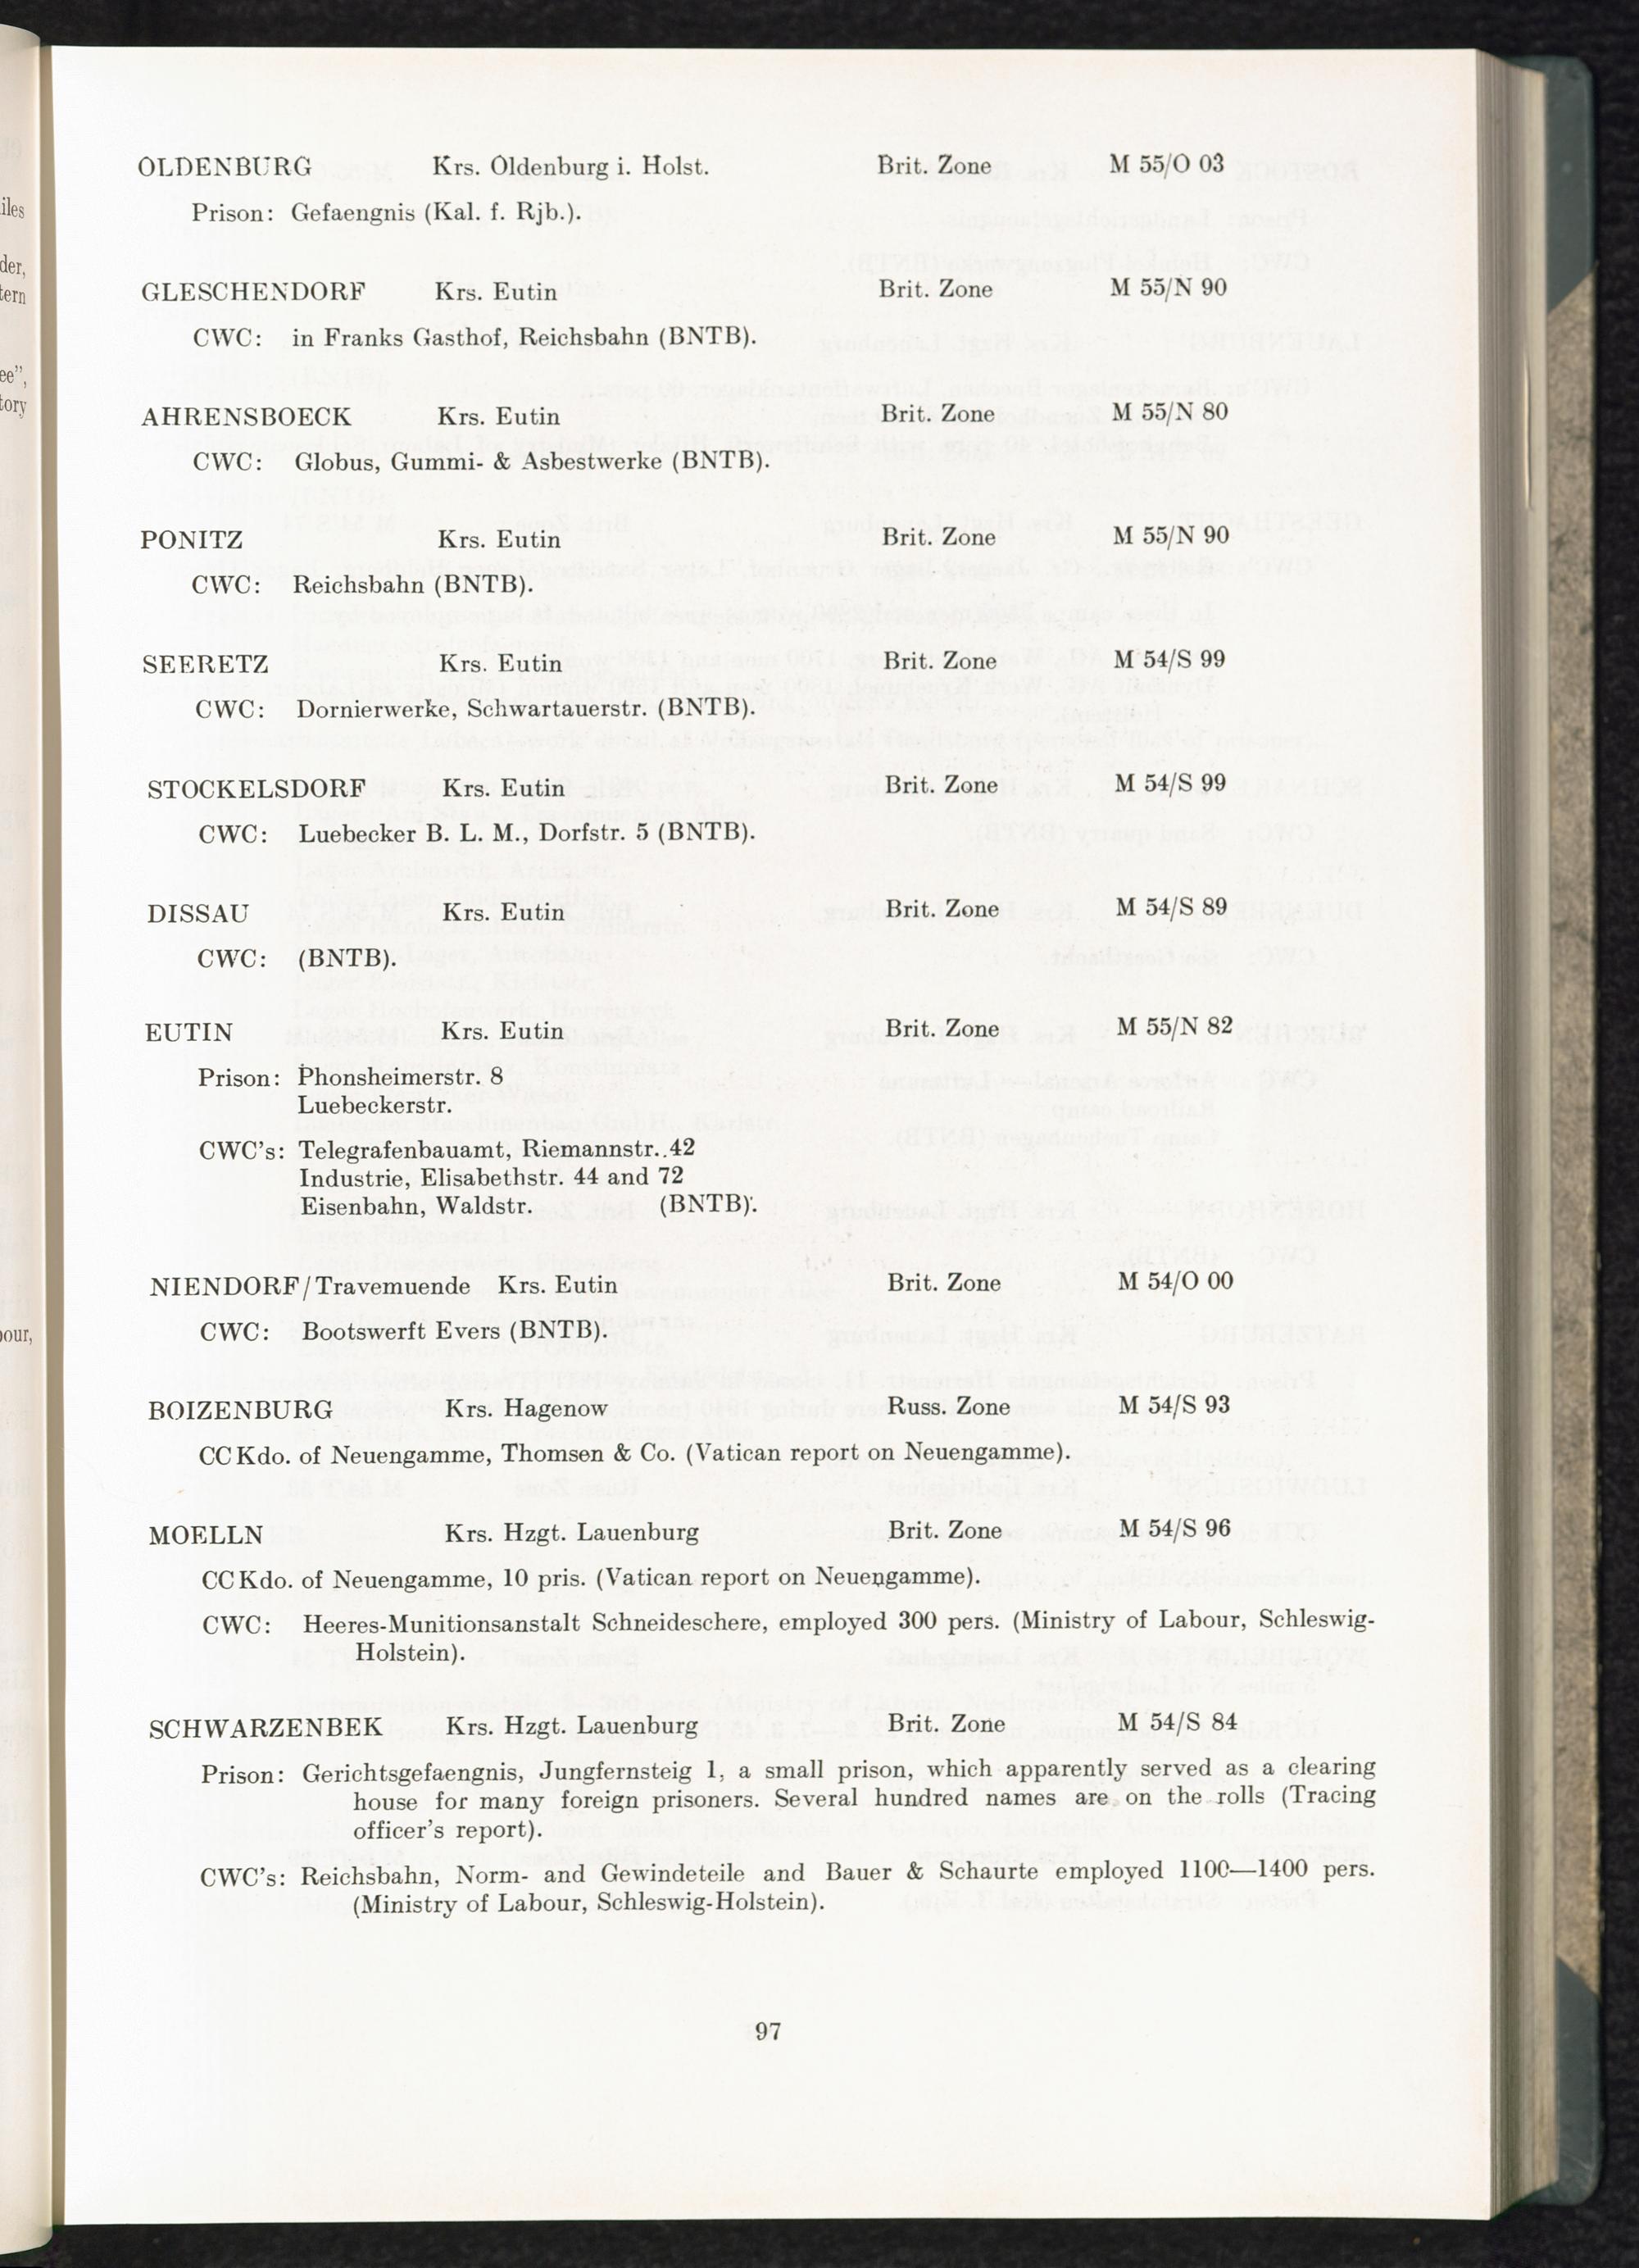 OLDENBURG Krs. Oldenburg i. Holst. Brit. Zone M 55/O 03
Prison: Gefaengnis (Kal. f. Rjb.).
GLESCHENDORF Krs. Eutin Brit. Zone M 55/N 90
CWC: in Franks Gasthof, Reichsbahn (BNTB).
AHRENSBOECK Krs. Eutin Brit. Zone M 55/N 80
CWC: Globus, Gummi- & Asbestwerke (BNTB).
PONITZ Krs. Eutin Brit. Zone M 55/N 90
CWC: Reichsbahn (BNTB).
SEERETZ Krs. Eutin Brit. Zone M 54/S 99
CWC: Dornierwerke, Schwartauerstr. (BNTB).
STOCKELSDORF Krs. Eutin Brit. Zone M 54/S 99
CWC: Luebecker B. L. M., Dorfstr. 5 (BNTB).
DISSAU Krs. Eutin Brit. Zone M 54/S 89
CWC: (BNTB).
EUTIN Krs. Eutin Brit. Zone M 55/N 82
Prison: Phonsheimerstr. 8
Luebeckerstr.
CWC's: Telegrafenbauamt, Riemannstr..42
Industrie, Elisabethstr. 44 and 72
Eisenbahn, Waldstr. (BNTB).
NIENDORF/Travemuende Krs. Eutin Brit. Zone M 54/O 00
CWC: Bootswerft Evers (BNTB).
BOIZENBURG Krs. Hagenow Russ. Zone M 54/S 93
CC Kdo. of Neuengamme, Thomsen & Co. (Vatican report on Neuengamme).
MOELLN Krs. Hzgt. Lauenburg Brit. Zone M 54/S 96
CC Kdo. of Neuengamme, 10 pris. (Vatican report on Neuengamme).
CWC: Heeres-Munitionsanstalt Schneideschere, employed 300 pers. (Ministry of Labour, Schleswig-
Holstein).
SCHWARZENBEK Krs. Hzgt. Lauenburg Brit. Zone M 54/S 84
Prison: Gerichtsgefaengnis, Jungfernsteig 1, a small prison, which apparently served as a clearing
house for many foreign prisoners. Several hundred names are on the rolls (Tracing
officer's report).
CWC's: Reichsbahn, Norm- and Gewindeteile and Bauer & Schaurte employed 1100—1400 pers.
(Ministry of Labour, Schleswig-Holstein).
97